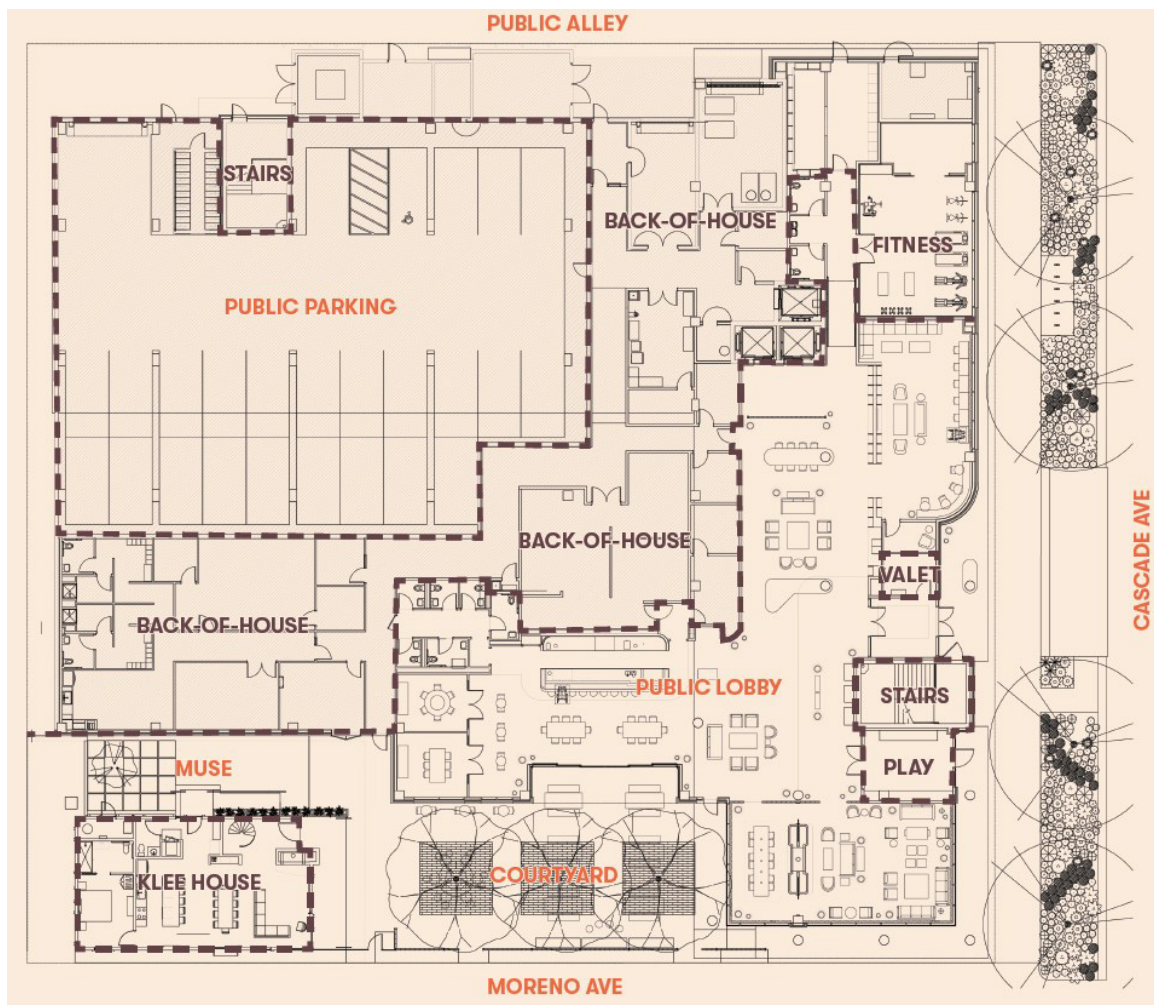 PUBLIC ALLEY
STAIRS
BACK-OF-HOUSE
FITNESS
PUBLIC PARKING
BACK-OF-HOUSE
VALET
CASCADE AVE
BACK-OF-HOUSE
PUBLIC LOBBY
STAIRS
MUSE
PLAY
KLEE HOUSE
COURTYARD
MORENO AVE